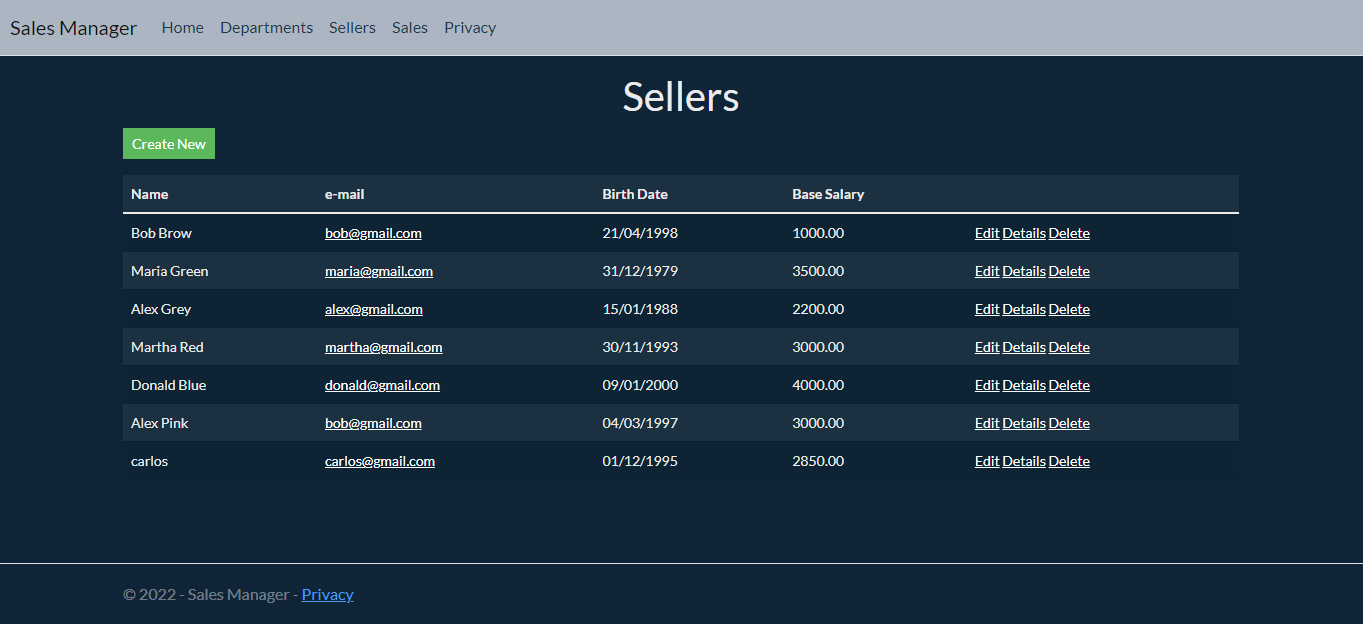 Sales Manager Home Departments Sellers Sales Privacy
Sellers
Create New
Name e-mail Birth Date Base Salary
Bob Brow bob@gmail.com 21/04/1998 1000.00 Edit Details Delete
Maria Green maria@gmail.com 31/12/1979 3500.00 Edit Details Delete
Alex Grey alex@gmail.com 15/01/1988 2200.00 Edit Details Delete
Martha Red martha@gmail.com 30/11/1993 3000.00 Edit Details Delete
Donald Blue donald@gmail.com 09/01/2000 4000.00 Edit Details Delete
Alex Pink bob@gmail.com 04/03/1997 3000.00 Edit Details Delete
carlos carlos@gmail.com 01/12/1995 2850.00 Edit Details Delete
© 2022 - Sales Manager - Privacy